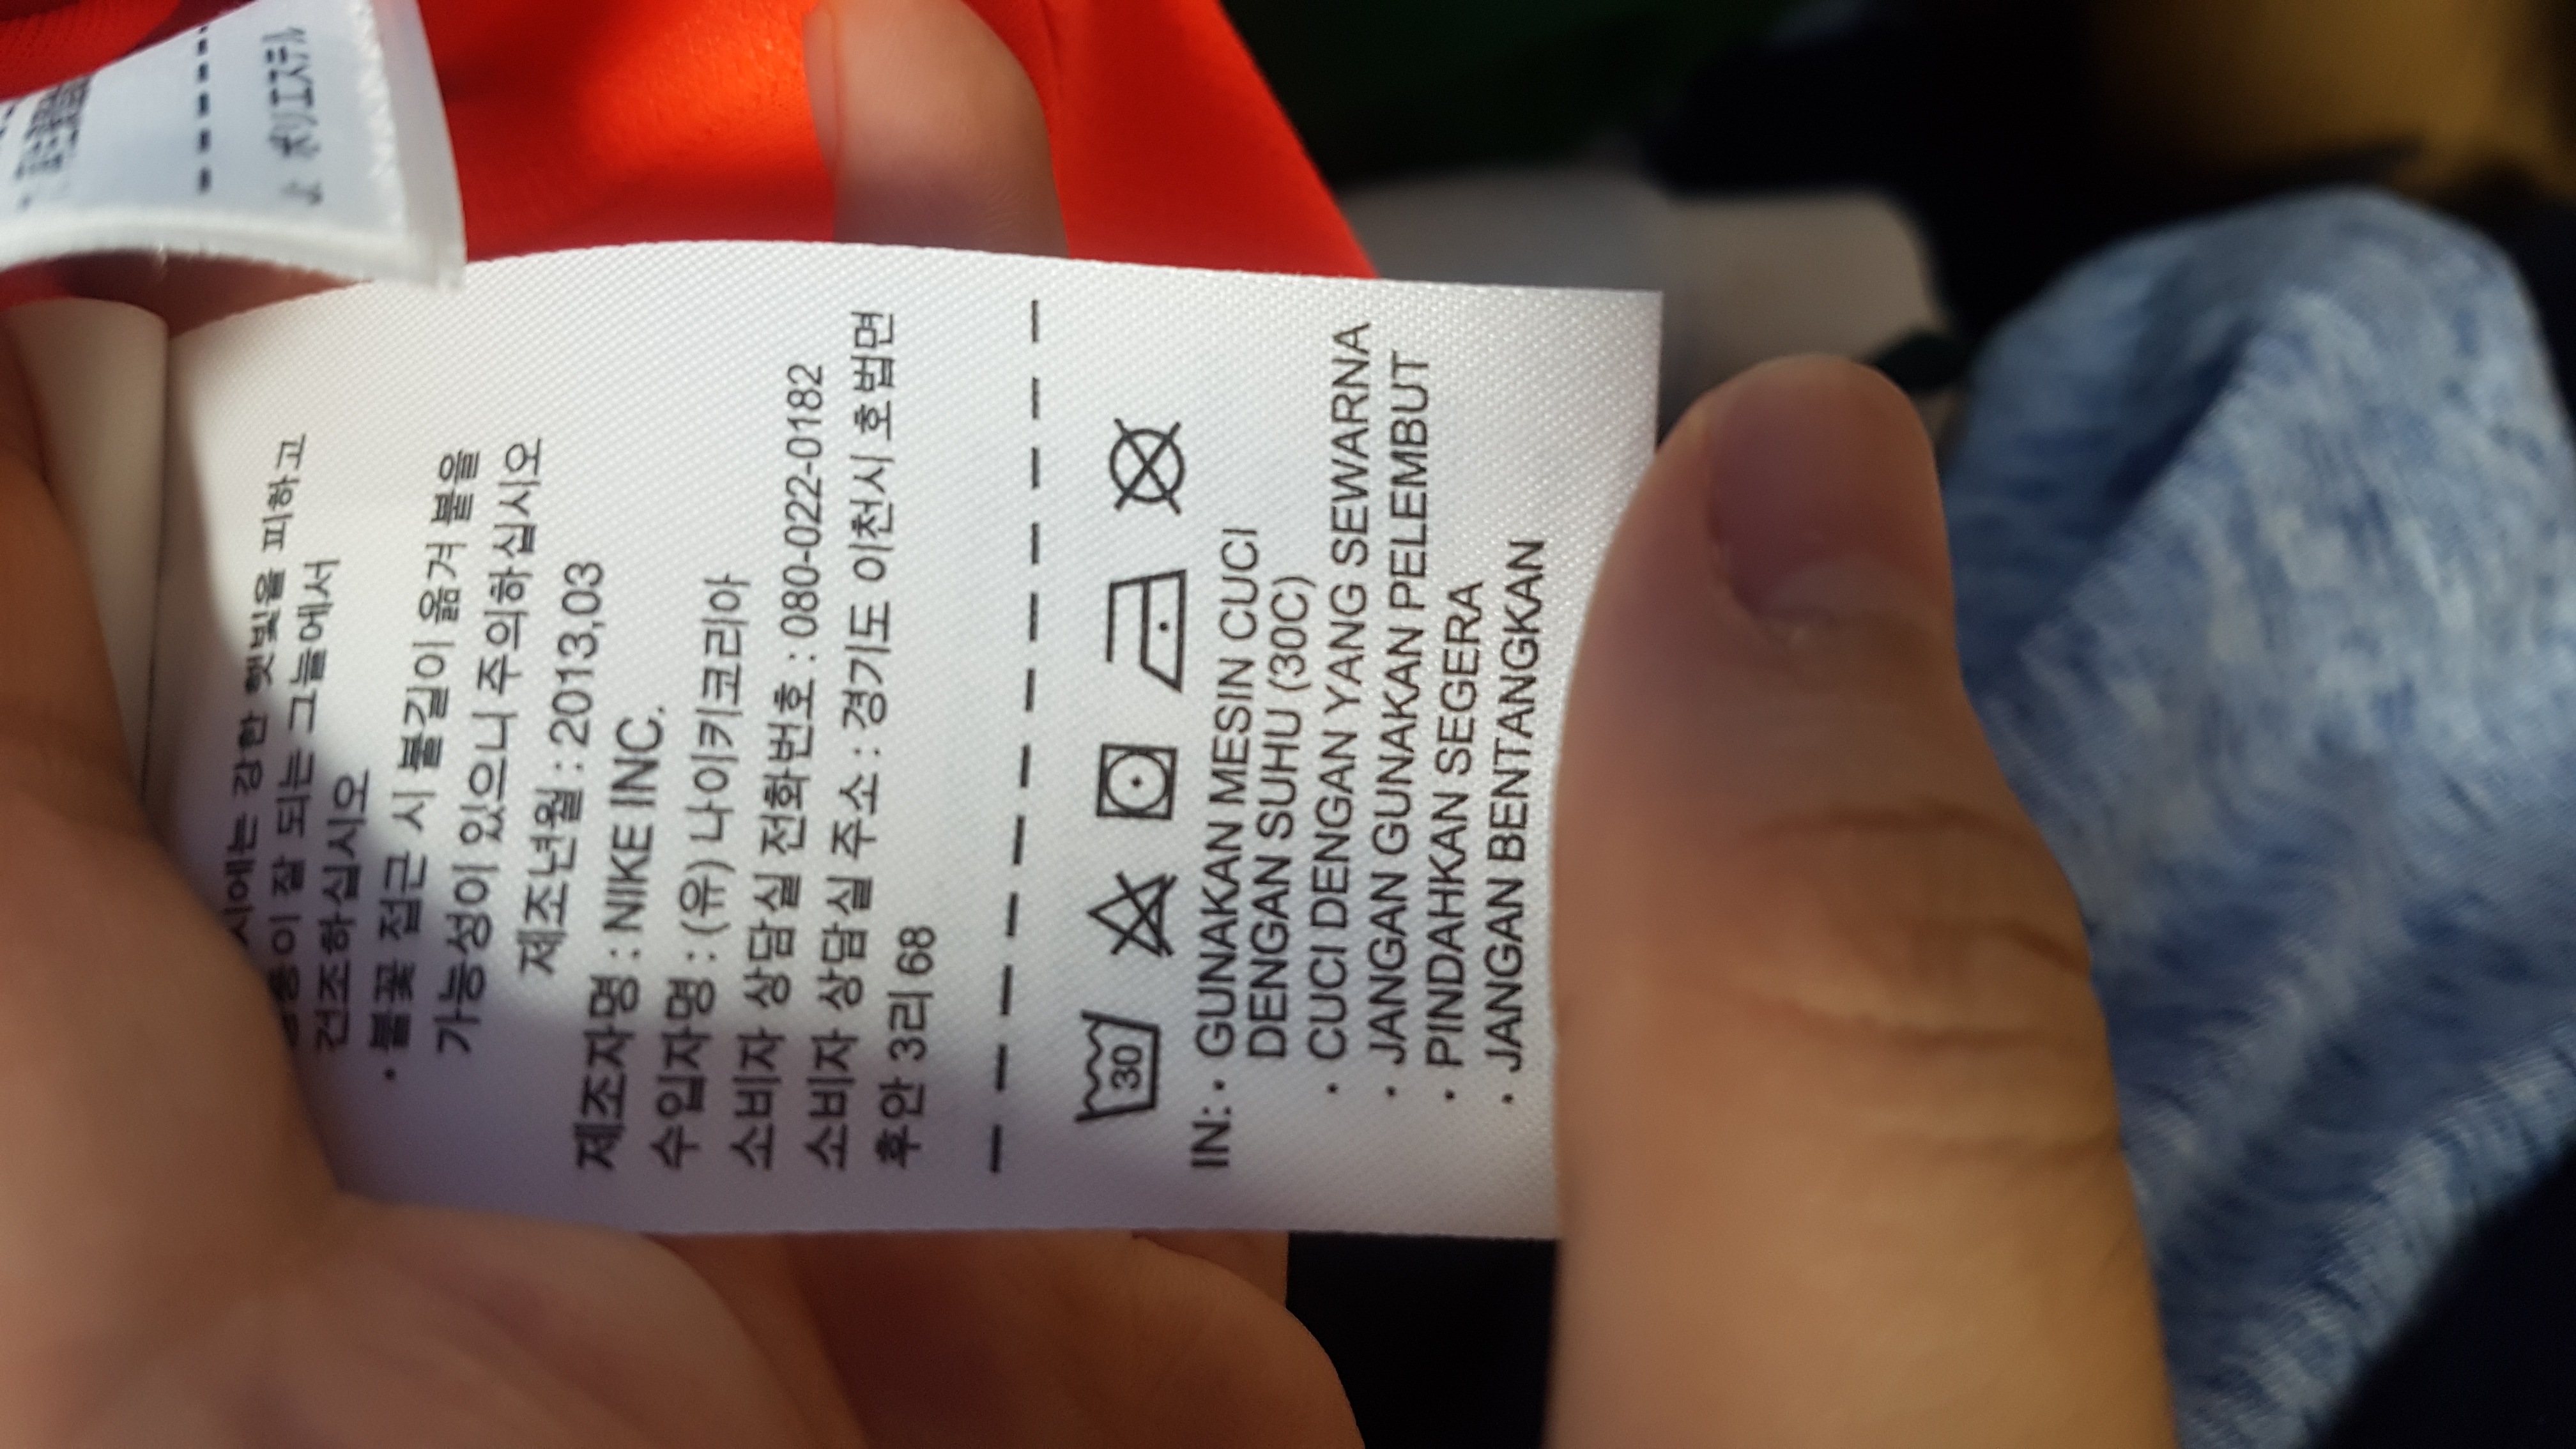 시에는 강한 햇빛을 피하고
잘 되는 그늘에서
건조하십시오
· 불꽃 접근 시 불길이 옮겨 붙을
가능성이 있으니 주의하십시오
제조년월 : 2013,03
제조자명 : NIKE INC.
수입자명 : (유) 나이키코리아
소비자 상담실 전화번호 : 080-022-0182
소비자 상담실 주소 : 경기도 이천시 호법면
후안 3리 68
30
IN: · GUNAKAN MESIN CUCI
DENGAN SUHU (30C)
· CUCI DENGAN YANG SEWARNA
· JANGAN GUNAKAN PELEMBUT
· PINDAHKAN SEGERA
· JANGAN BENTANGKAN
ポリエステル